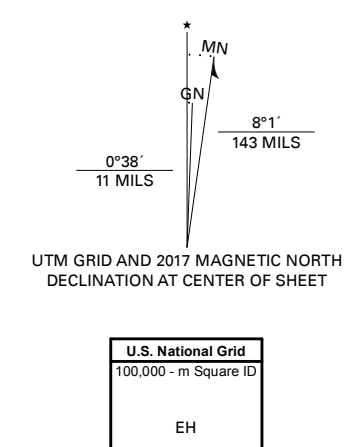 ★
MN
GN
8°1´
143 MILS
0°38´
11 MILS
UTM GRID AND 2017 MAGNETIC NORTH
DECLINATION AT CENTER OF SHEET
U.S. National Grid
100,000 - m Square ID
EH